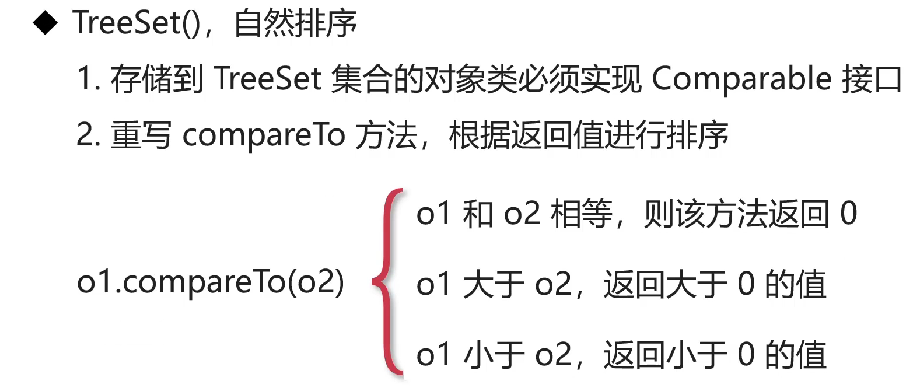 ◆ TreeSet()，自然排序
1. 存储到 TreeSet 集合的对象类必须实现 Comparable 接口
2. 重写 compareTo 方法，根据返回值进行排序
o1 和 o2 相等，则该方法返回 0
o1.compareTo(o2)
o1 大于 o2，返回大于 0 的值
o1 小于 o2，返回小于 0 的值